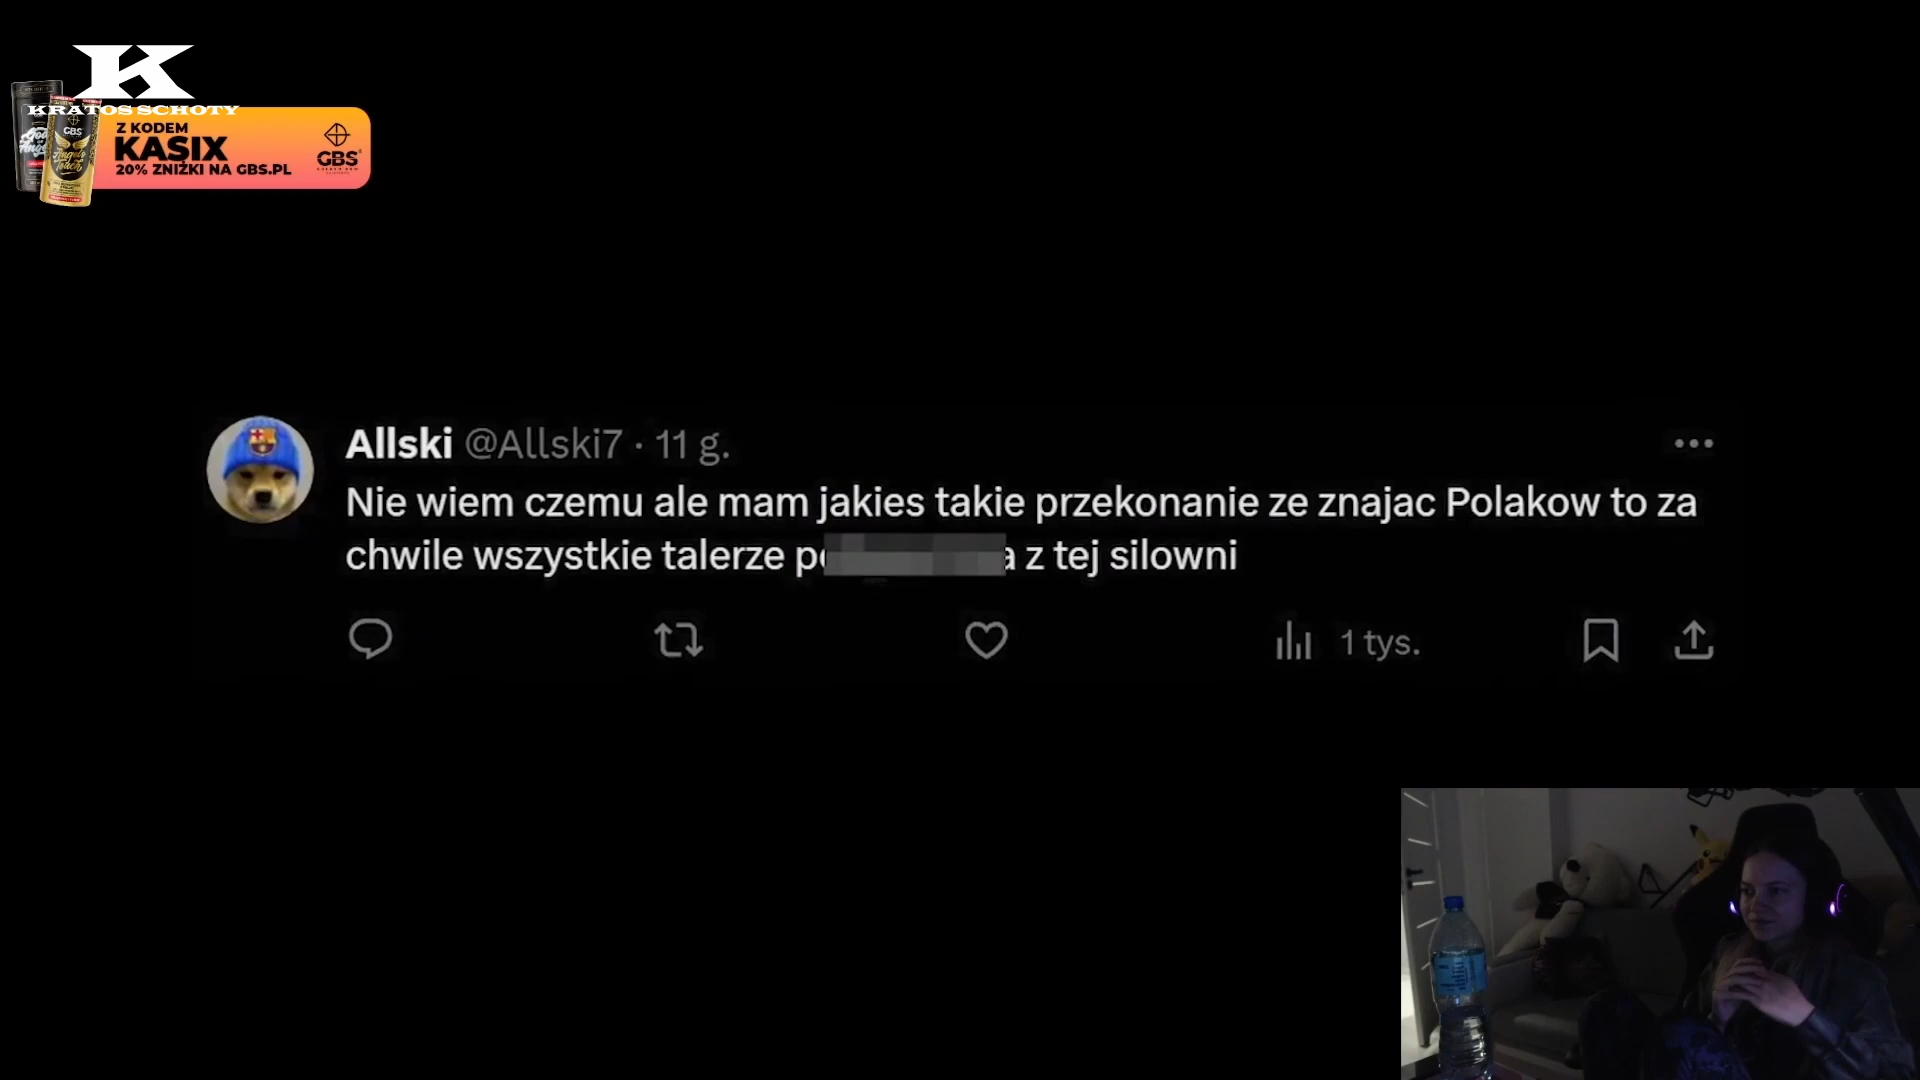 K
KRATOS SCHOTY
Z KODEM
KASIX
20% ZNIŻKI NA GBS.PL
GBS
GBS
Allski @Allski7 · 11 g.
Nie wiem czemu ale mam jakies takie przekonanie ze znajac Polakow to za
chwile wszystkie talerze z tej silowni
1 tys.